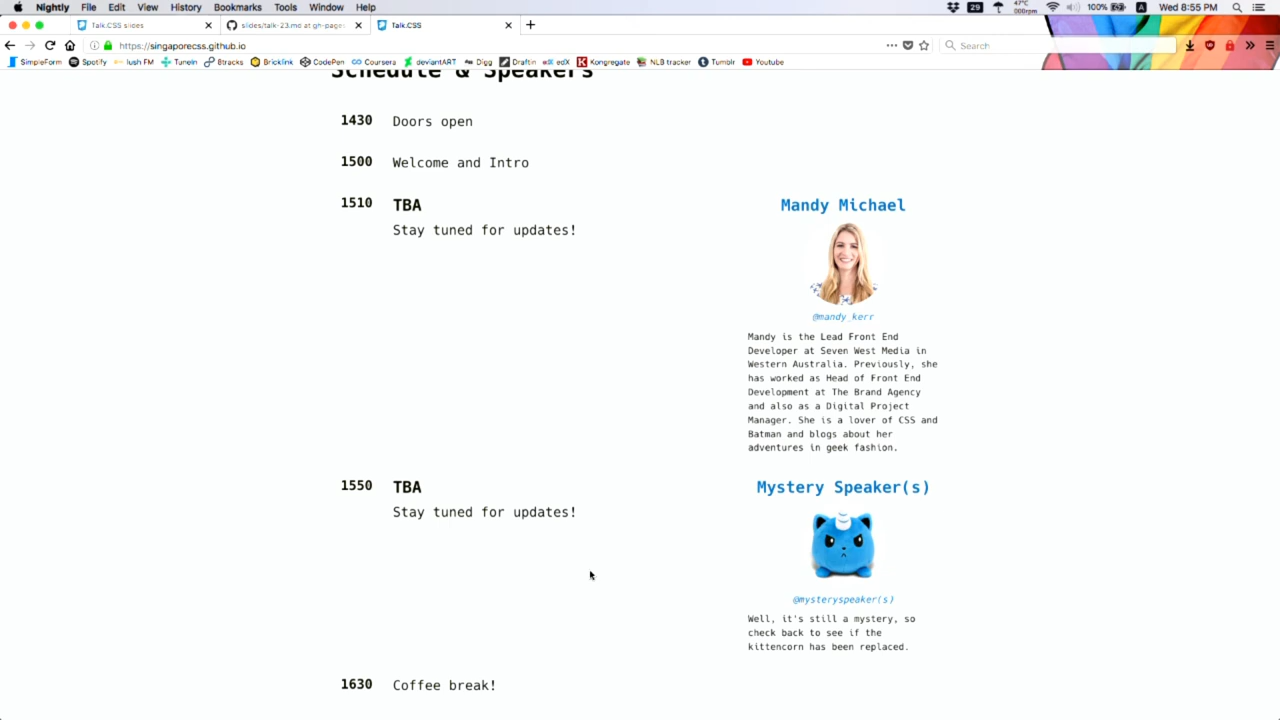 Nightly File Edit View History Bookmarks Tools Window Help
29 47°C 000rpm 100% A Wed 8:55 PM
Talk.CSS slides
slides/talk-23.md at gh-pages
Talk.CSS
https://singaporecss.github.io
Search
SimpleForm Spotify lush FM TuneIn 8tracks Bricklink CodePen Coursera deviantART Digg Draftin edX Kongregate NLB tracker Tumblr Youtube
Schedule & Speakers
1430 Doors open
1500 Welcome and Intro
1510 TBA
Stay tuned for updates!
Mandy Michael
@mandy_kerr
Mandy is the Lead Front End
Developer at Seven West Media in
Western Australia. Previously, she
has worked as Head of Front End
Development at The Brand Agency
and also as a Digital Project
Manager. She is a lover of CSS and
Batman and blogs about her
adventures in geek fashion.
1550 TBA
Stay tuned for updates!
Mystery Speaker(s)
@mysteryspeaker(s)
Well, it's still a mystery, so
check back to see if the
kittencorn has been replaced.
1630 Coffee break!